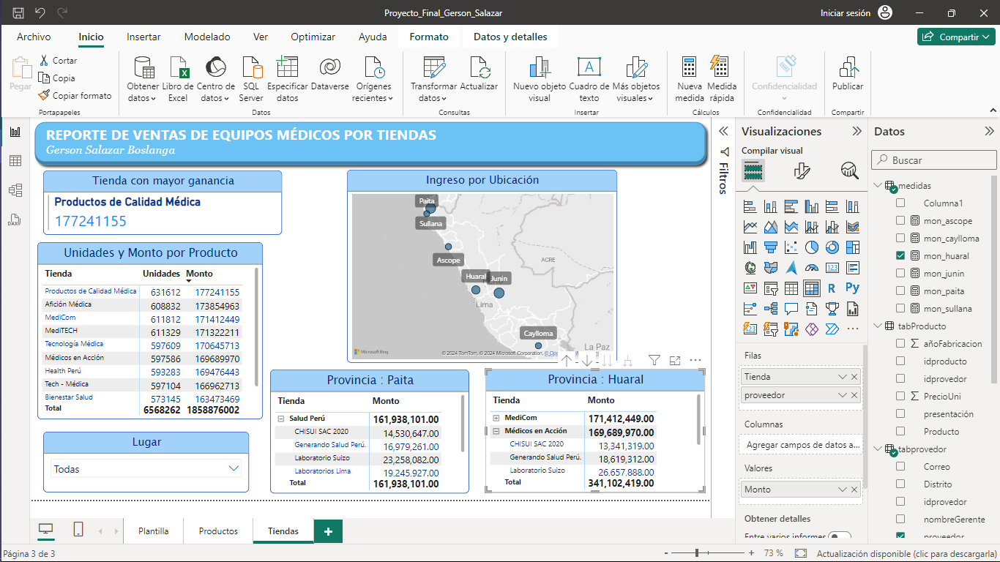 Proyecto_Final_Gerson_Salazar
Iniciar sesión
Archivo Inicio Insertar Modelado Ver Optimizar Ayuda Formato Datos y detalles Compartir
Pegar
Cortar
Copia
Copiar formato
Portapapeles
Obtener datos
Libro de Excel
Centro de datos
SQL Server
Especificar datos
Dataverse
Orígenes recientes
Datos
Transformar datos
Actualizar
Consultas
Nuevo objeto visual
Cuadro de texto
Más objetos visuales
Insertar
Nueva medida
Medida rápida
Cálculos
Confidencialidad
Confidencialidad
Publicar
Compartir
REPORTE DE VENTAS DE EQUIPOS MÉDICOS POR TIENDAS
Gerson Salazar Boslanga
Tienda con mayor ganancia
Productos de Calidad Médica
177241155
Unidades y Monto por Producto
Tienda Unidades Monto
Productos de Calidad Médica 631612 177241155
Afición Médica 608832 173854963
MediCom 611812 171412449
MediTECH 611329 171322211
Tecnología Médica 597609 170645713
Médicos en Acción 597586 169689970
Health Perú 593283 169476443
Tech - Médica 597104 166962713
Bienestar Salud 573145 163473469
Total 6568262 1858876002
Lugar
Todas
Ingreso por Ubicación
Paita
Sullana
Ascope
ACRE
Huaral
Junin
Lima
Caylloma
La Paz
Microsoft Bing
© 2024 TomTom, © 2024 Microsoft Corporation,
Provincia : Paita
Tienda Monto
Salud Perú 161,938,101.00
CHISUI SAC 2020 14,530,647.00
Generando Salud Perú. 16,979,261.00
Laboratorio Suizo 23,258,082.00
Laboratorios Lima 19,245,927.00
Total 161,938,101.00
Provincia : Huaral
Tienda Monto
MediCom 171,412,449.00
Médicos en Acción 169,689,970.00
CHISUI SAC 2020 13,341,319.00
Generando Salud Perú. 18,619,312.00
Laboratorio Suizo 26,657,888.00
Total 341,102,419.00
Filtros
Visualizaciones
Compilar visual
R Py
123
Filas
Tienda
proveedor
Columnas
Agregar campos de datos a...
Valores
Monto
Obtener detalles
Entre varios informes
Datos
Buscar
medidas
Columna1
mon_ascope
mon_caylloma
mon_huaral
mon_junin
mon_paita
mon_sullana
tabProducto
añoFabricacion
idproducto
idprovedor
PrecioUni
presentación
Producto
tabprovedor
Correo
Distrito
idprovedor
nombreGerente
proveedor
Plantilla Productos Tiendas
Página 3 de 3
- + 73 %
Actualización disponible (clic para descargarla)